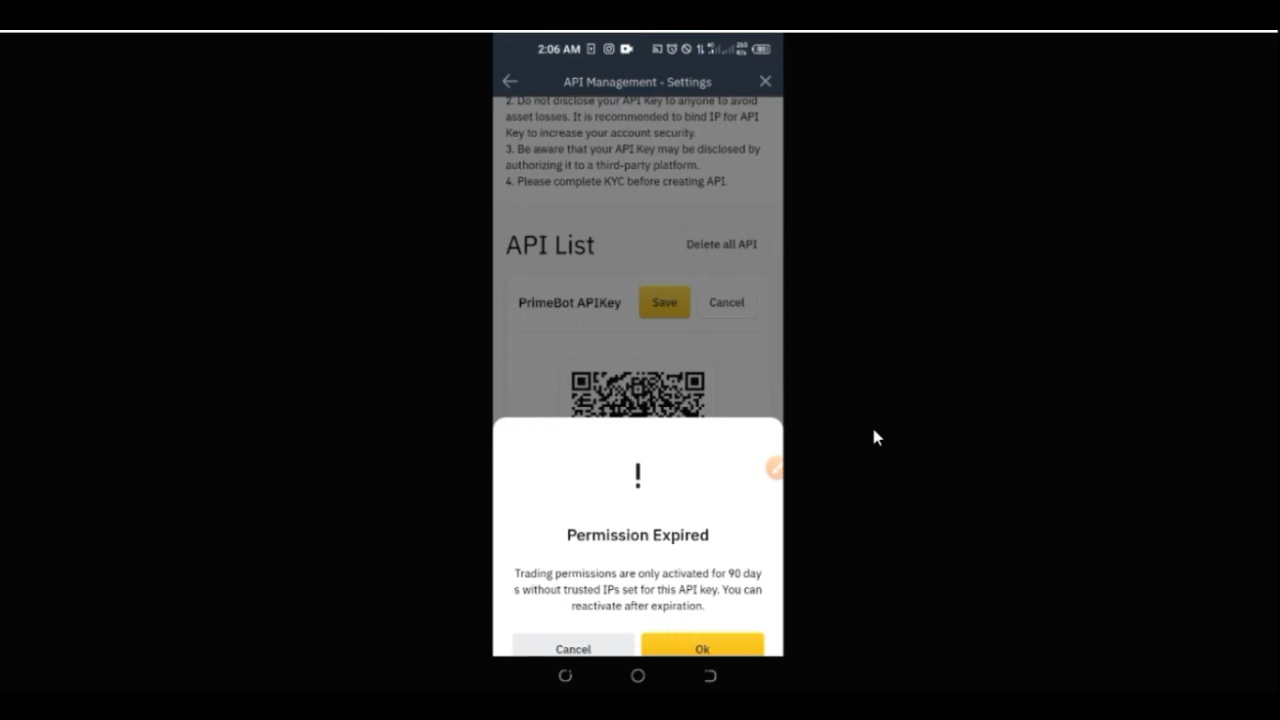 2:06 AM
API Management - Settings
2. Do not disclose your API Key to anyone to avoid
asset losses. It is recommended to bind IP for API
Key to increase your account security.
3. Be aware that your API Key may be disclosed by
authorizing it to a third-party platform.
4. Please complete KYC before creating API.
API List
Delete all API
PrimeBot APIKey
Save
Cancel
Permission Expired
Trading permissions are only activated for 90 day
s without trusted IPs set for this API key. You can
reactivate after expiration.
Cancel
Ok